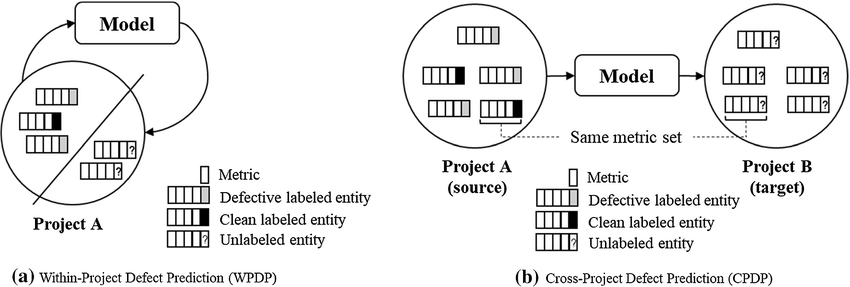 Model
?
?
?
Project A
Metric
Defective labeled entity
Clean labeled entity
? Unlabeled entity
(a) Within-Project Defect Prediction (WPDP)
Model
?
? ?
? ?
Same metric set
Project A
(source)
Project B
(target)
Metric
Defective labeled entity
Clean labeled entity
? Unlabeled entity
(b) Cross-Project Defect Prediction (CPDP)